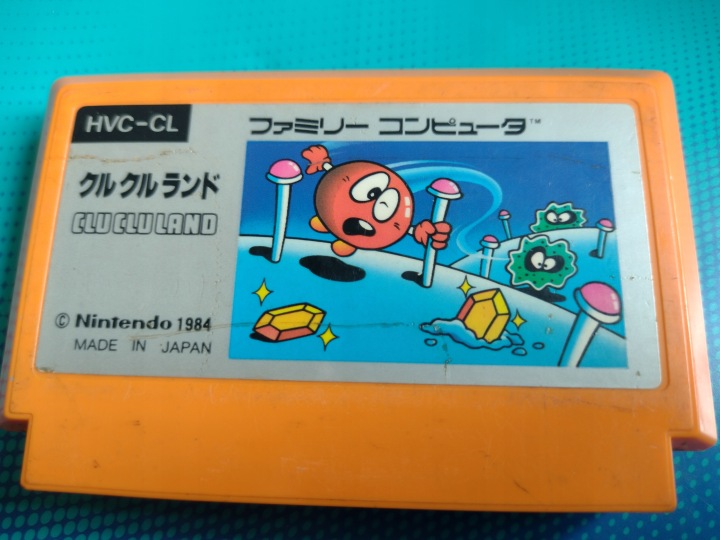 HVC-CL
ファミリー コンピュータ™
クル クル ランド
CLU CLU LAND
© Nintendo 1984
MADE IN JAPAN